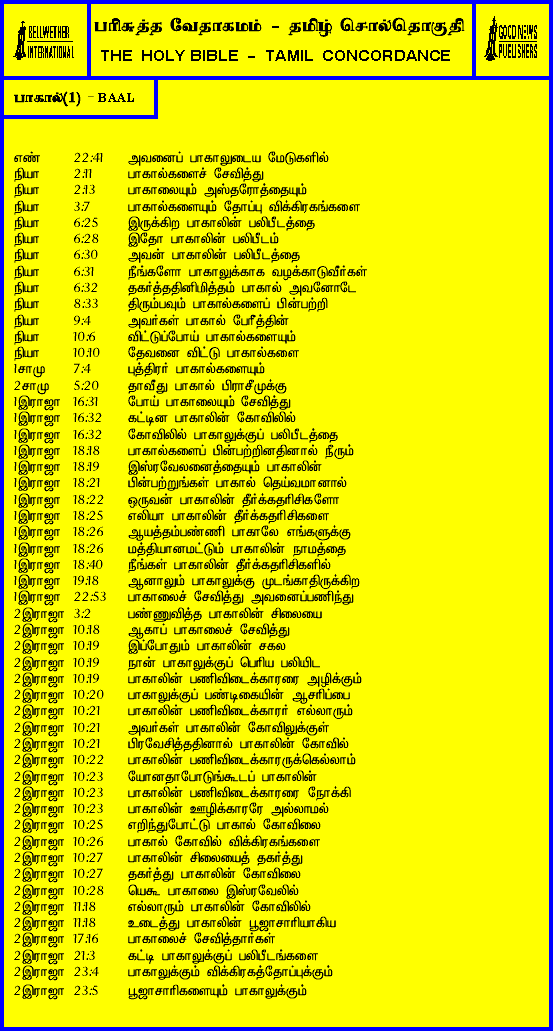 BELLWETHER
INTERNATIONAL
பரிசுத்த வேதாகமம் – தமிழ் சொல்தொகுதி
THE HOLY BIBLE – TAMIL CONCORDANCE
GOOD NEWS
PUBLISHERS
பாகால்(1) – BAAL
எண் 22:41 அவனைப் பாகாலுடைய மேடுகளில்
நியா 2:11 பாகால்களைச் சேவித்து
நியா 2:13 பாகாலையும் அஸ்தரோத்தையும்
நியா 3:7 பாகால்களையும் தோப்பு விக்கிரகங்களை
நியா 6:25 இருக்கிற பாகாலின் பலிபீடத்தை
நியா 6:28 இதோ பாகாலின் பலிபீடம்
நியா 6:30 அவன் பாகாலின் பலிபீடத்தை
நியா 6:31 நீங்களோ பாகாலுக்காக வழக்காடுவீர்கள்
நியா 6:32 தகர்த்ததினிமித்தம் பாகால் அவனோடே
நியா 8:33 திரும்பவும் பாகால்களைப் பின்பற்றி
நியா 9:4 அவர்கள் பாகால் பேரீத்தின்
நியா 10:6 விட்டுப்போய் பாகால்களையும்
நியா 10:10 தேவனை விட்டு பாகால்களை
1சாமு 7:4 புத்திரர் பாகால்களையும்
2சாமு 5:20 தாவீது பாகால் பிராசீமுக்கு
1இராஜா 16:31 போய் பாகாலையும் சேவித்து
1இராஜா 16:32 கட்டின பாகாலின் கோவிலில்
1இராஜா 16:32 கோவிலில் பாகாலுக்குப் பலிபீடத்தை
1இராஜா 18:18 பாகால்களைப் பின்பற்றினதினால் நீரும்
1இராஜா 18:19 இஸ்ரவேலனைத்தையும் பாகாலின்
1இராஜா 18:21 பின்பற்றுங்கள் பாகால் தெய்வமானால்
1இராஜா 18:22 ஒருவன் பாகாலின் தீர்க்கதரிசிகளோ
1இராஜா 18:25 எலியா பாகாலின் தீர்க்கதரிசிகளை
1இராஜா 18:26 ஆயத்தம்பண்ணி பாகாலே எங்களுக்கு
1இராஜா 18:26 மத்தியானமட்டும் பாகாலின் நாமத்தை
1இராஜா 18:40 நீங்கள் பாகாலின் தீர்க்கதரிசிகளில்
1இராஜா 19:18 ஆனாலும் பாகாலுக்கு முடங்காதிருக்கிற
1இராஜா 22:53 பாகாலைச் சேவித்து அவனைப்பணிந்து
2இராஜா 3:2 பண்ணுவித்த பாகாலின் சிலையை
2இராஜா 10:18 ஆகாப் பாகாலைச் சேவித்து
2இராஜா 10:19 இப்போதும் பாகாலின் சகல
2இராஜா 10:19 நான் பாகாலுக்குப் பெரிய பலியிட
2இராஜா 10:19 பாகாலின் பணிவிடைக்காரரை அழிக்கும்
2இராஜா 10:20 பாகாலுக்குப் பண்டிகையின் ஆசரிப்பை
2இராஜா 10:21 பாகாலின் பணிவிடைக்காரர் எல்லாரும்
2இராஜா 10:21 அவர்கள் பாகாலின் கோவிலுக்குள்
2இராஜா 10:21 பிரவேசித்ததினால் பாகாலின் கோவில்
2இராஜா 10:22 பாகாலின் பணிவிடைக்காரருக்கெல்லாம்
2இராஜா 10:23 யோனதாபோடுங்கூடப் பாகாலின்
2இராஜா 10:23 பாகாலின் பணிவிடைக்காரரை நோக்கி
2இராஜா 10:23 பாகாலின் ஊழிக்காரரே அல்லாமல்
2இராஜா 10:25 எறிந்துபோட்டு பாகால் கோவிலை
2இராஜா 10:26 பாகால் கோவில் விக்கிரகங்களை
2இராஜா 10:27 பாகாலின் சிலையைத் தகர்த்து
2இராஜா 10:27 தகர்த்து பாகாலின் கோவிலை
2இராஜா 10:28 யெகூ பாகாலை இஸ்ரவேலில்
2இராஜா 11:18 எல்லாரும் பாகாலின் கோவிலில்
2இராஜா 11:18 உடைத்து பாகாலின் பூஜாசாரியாகிய
2இராஜா 17:16 பாகாலைச் சேவித்தார்கள்
2இராஜா 21:3 கட்டி பாகாலுக்குப் பலிபீடங்களை
2இராஜா 23:4 பாகாலுக்கும் விக்கிரகத்தோப்புக்கும்
2இராஜா 23:5 பூஜாசாரிகளையும் பாகாலுக்கும்